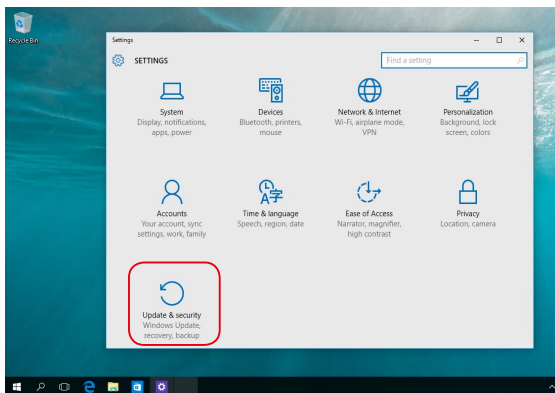 Recycle Bin
Settings
SETTINGS
Find a setting
System
Display, notifications,
apps, power
Devices
Bluetooth, printers,
mouse
Network & Internet
Wi-Fi, airplane mode,
VPN
Personalization
Background, lock
screen, colors
Accounts
Your account, sync
settings, work, family
Time & language
Speech, region, date
Ease of Access
Narrator, magnifier,
high contrast
Privacy
Location, camera
Update & security
Windows Update,
recovery, backup